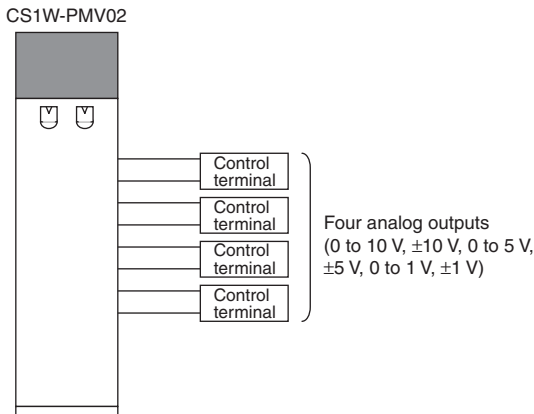 CS1W-PMV02
Control
terminal
Control
terminal
Control
terminal
Control
terminal
Four analog outputs
(0 to 10 V, ±10 V, 0 to 5 V,
±5 V, 0 to 1 V, ±1 V)